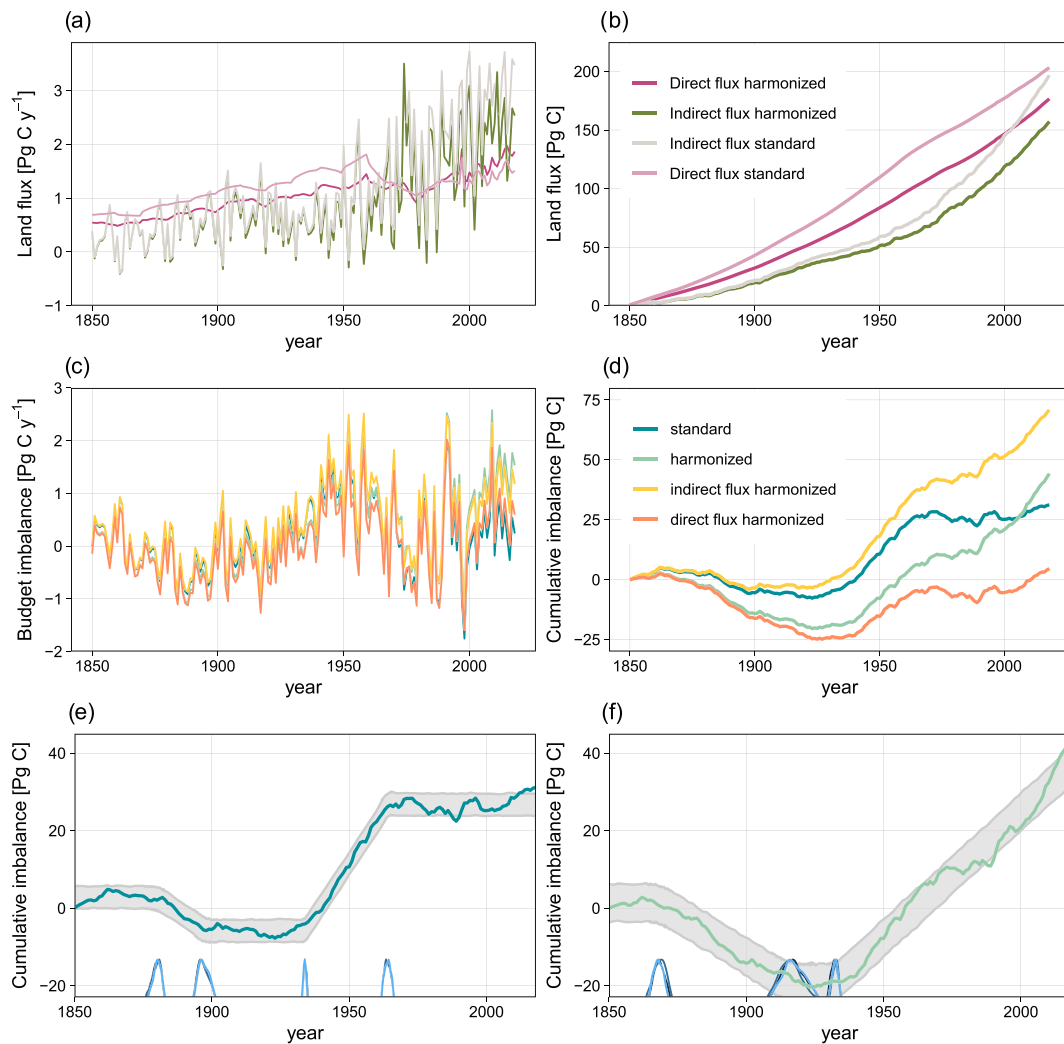 (a)
Land flux [Pg C y⁻¹]
3
2
1
0
−1
1850 1900 1950 2000
year
(b)
Land flux [Pg C]
200
150
100
50
0
Direct flux harmonized
Indirect flux harmonized
Indirect flux standard
Direct flux standard
1850 1900 1950 2000
year
(c)
Budget imbalance [Pg C y⁻¹]
3
2
1
0
−1
−2
1850 1900 1950 2000
year
(d)
Cumulative imbalance [Pg C]
75
50
25
0
−25
standard
harmonized
indirect flux harmonized
direct flux harmonized
1850 1900 1950 2000
year
(e)
Cumulative imbalance [Pg C]
40
20
0
−20
1850 1900 1950 2000
year
(f)
Cumulative imbalance [Pg C]
40
20
0
−20
1850 1900 1950 2000
year